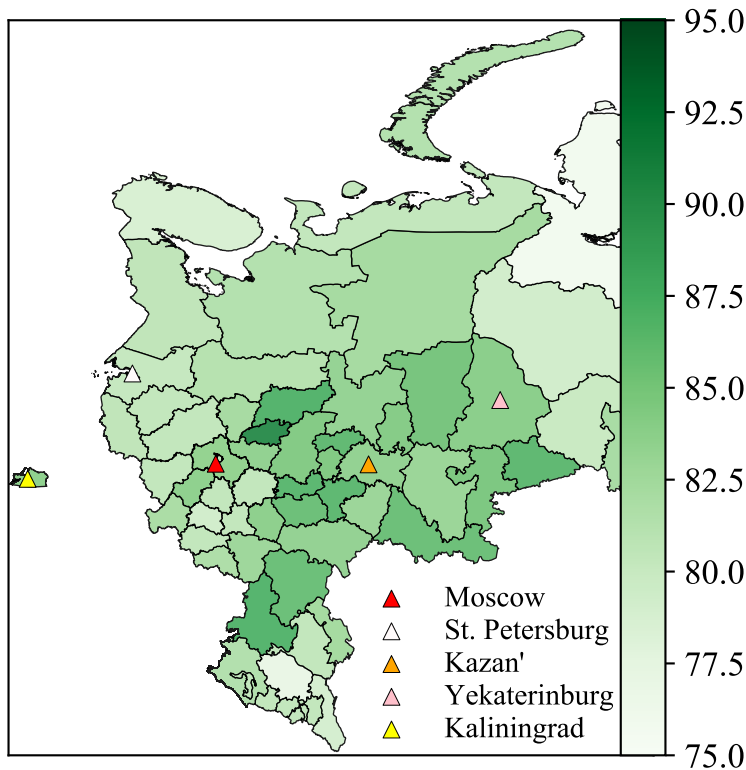 95.0
92.5
90.0
87.5
85.0
82.5
80.0
77.5
75.0
Moscow
St. Petersburg
Kazan'
Yekaterinburg
Kaliningrad